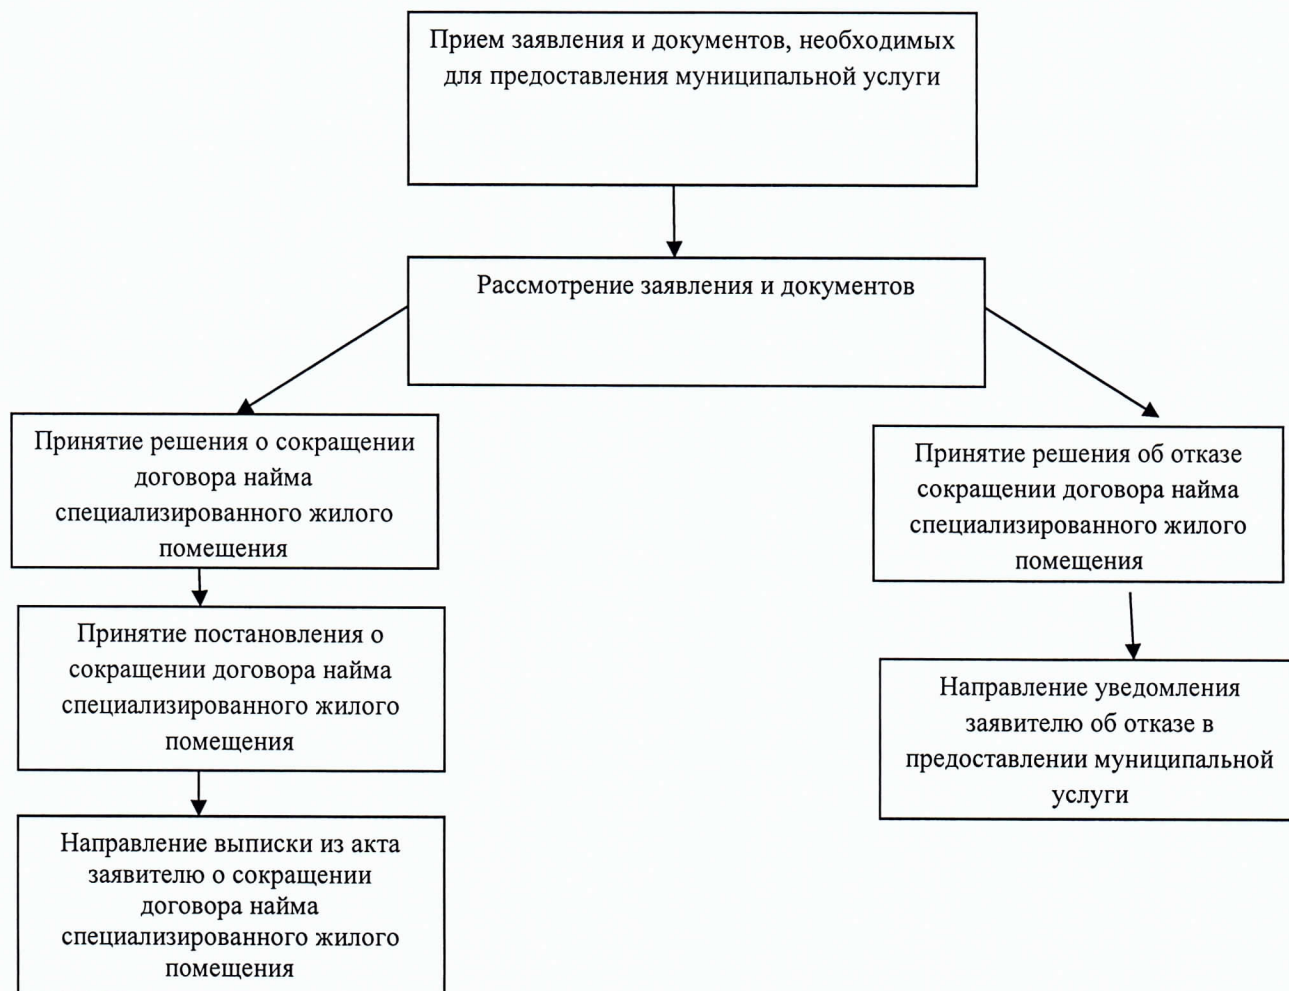 Прием заявления и документов, необходимых
для предоставления муниципальной услуги
Рассмотрение заявления и документов
Принятие решения о сокращении
договора найма
специализированного жилого
помещения
Принятие решения об отказе
сокращении договора найма
специализированного жилого
помещения
Принятие постановления о
сокращении договора найма
специализированного жилого
помещения
Направление уведомления
заявителю об отказе в
предоставлении муниципальной
услуги
Направление выписки из акта
заявителю о сокращении
договора найма
специализированного жилого
помещения